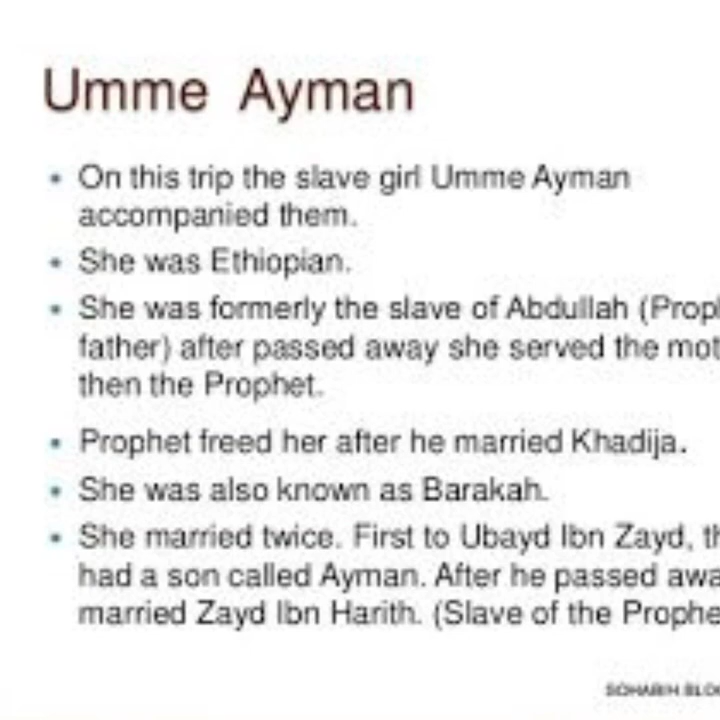 Umme Ayman
• On this trip the slave girl Umme Ayman
accompanied them.
• She was Ethiopian.
• She was formerly the slave of Abdullah (Prop
father) after passed away she served the mot
then the Prophet.
• Prophet freed her after he married Khadija.
• She was also known as Barakah.
• She married twice. First to Ubayd Ibn Zayd, th
had a son called Ayman. After he passed awa
married Zayd Ibn Harith. (Slave of the Prophe